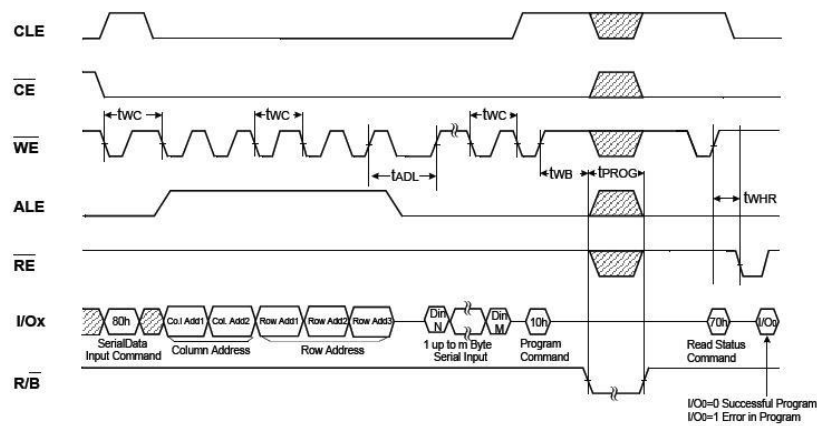 CLE
CE
tWC
tWC
tWC
WE
tADL
tWB
tPROG
tWHR
ALE
RE
I/Ox
80h
Co.l Add1
Col. Add2
Row Add1
Row Add2
Row Add3
Din N
Din M
10h
70h
I/O0
SerialData
Input Command
Column Address
Row Address
1 up to m Byte
Serial Input
Program
Command
Read Status
Command
R/B
I/O0=0 Successful Program
I/O0=1 Error in Program